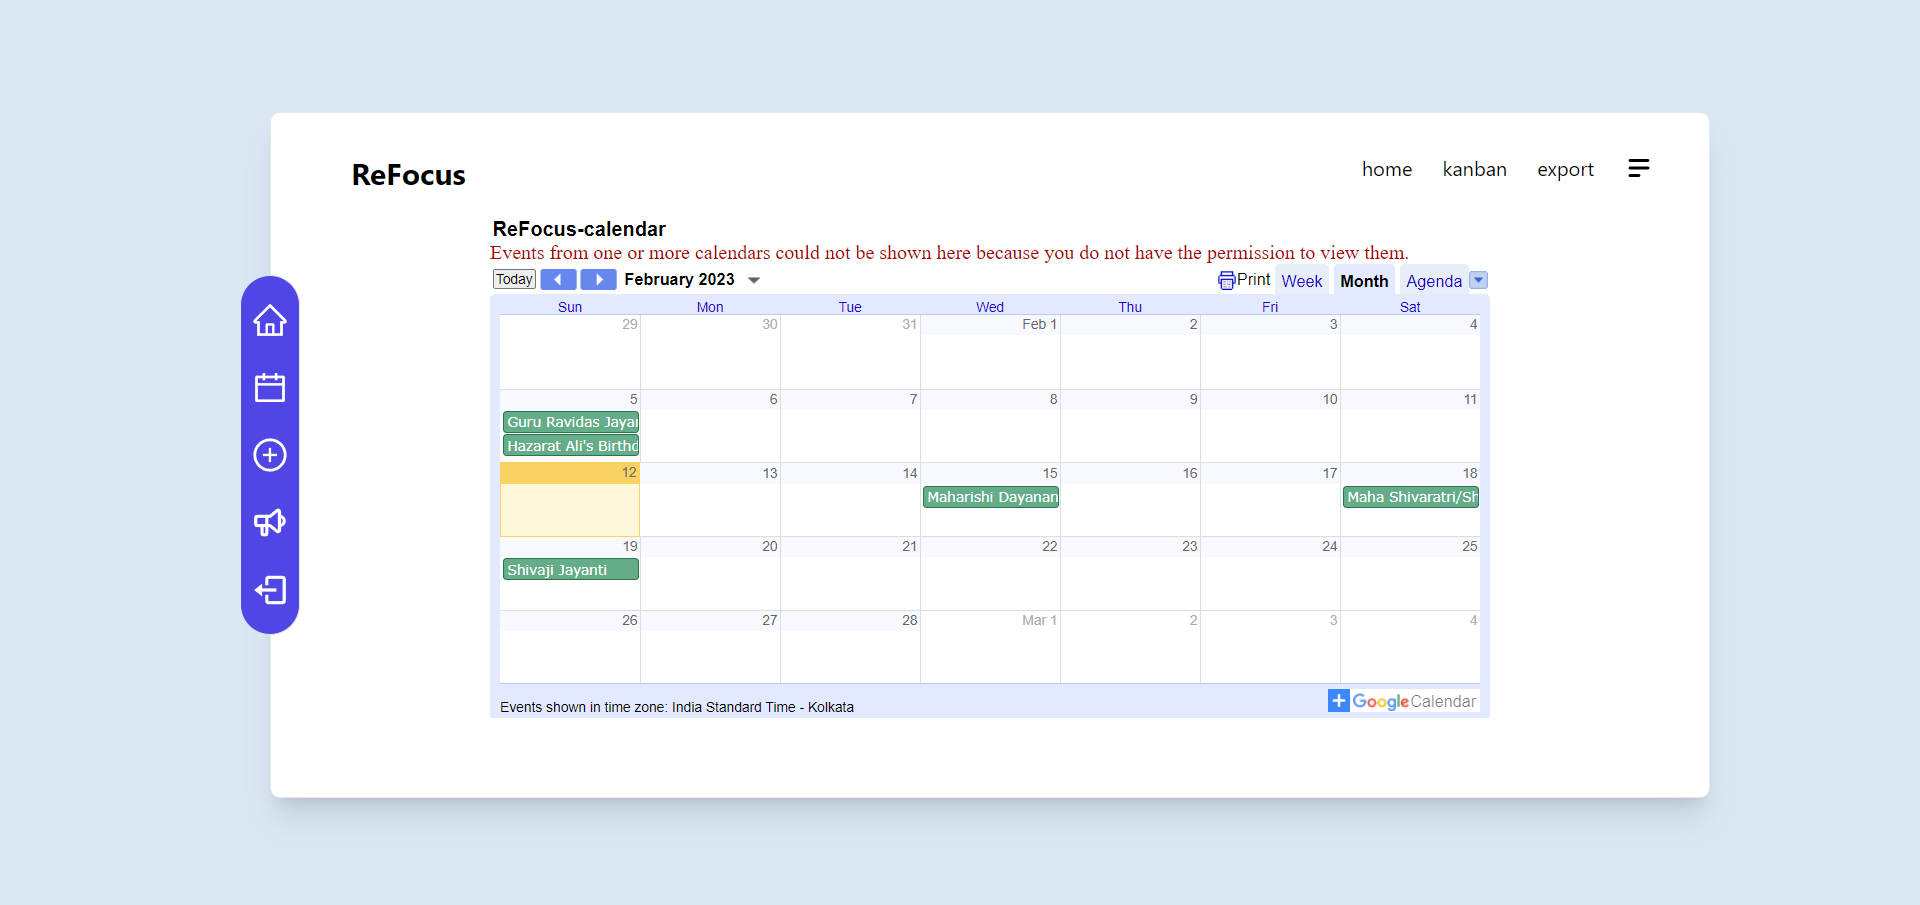 ReFocus
home kanban export
ReFocus-calendar
Events from one or more calendars could not be shown here because you do not have the permission to view them.
Today February 2023 Print Week Month Agenda
Sun Mon Tue Wed Thu Fri Sat
29 30 31 Feb 1 2 3 4
5 6 7 8 9 10 11
Guru Ravidas Jayan
Hazarat Ali's Birthd
12 13 14 15 16 17 18
Maharishi Dayanan Maha Shivaratri/Sh
19 20 21 22 23 24 25
Shivaji Jayanti
26 27 28 Mar 1 2 3 4
Events shown in time zone: India Standard Time - Kolkata
Google Calendar